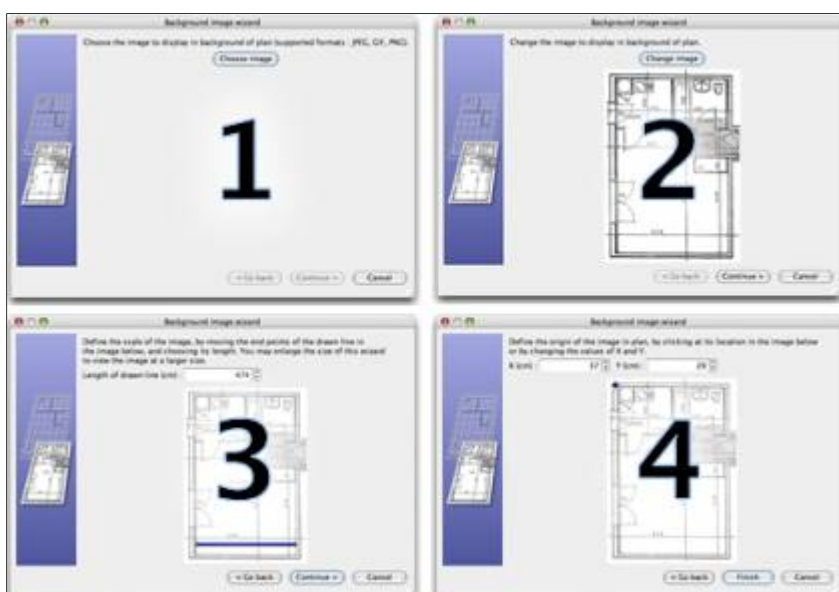 Background image wizard
Choose the image to display in background of plan (supported formats : JPEG, GIF, PNG).
Choose image
1
< Go back
Continue >
Cancel
Background image wizard
Change the image to display in background of plan.
Change image
2
< Go back
Continue >
Cancel
Background image wizard
Define the scale of the image, by moving the end points of the drawn line in
the image below, and choosing its length. You may enlarge the size of this wizard
to view the image at a larger size.
Length of drawn line (cm) : 674
3
< Go back
Continue >
Cancel
Background image wizard
Define the origin of the image in plan, by clicking at its location in the image below
or by changing the values of X and Y.
X (cm) : Y (cm) :
4
< Go back
Finish
Cancel